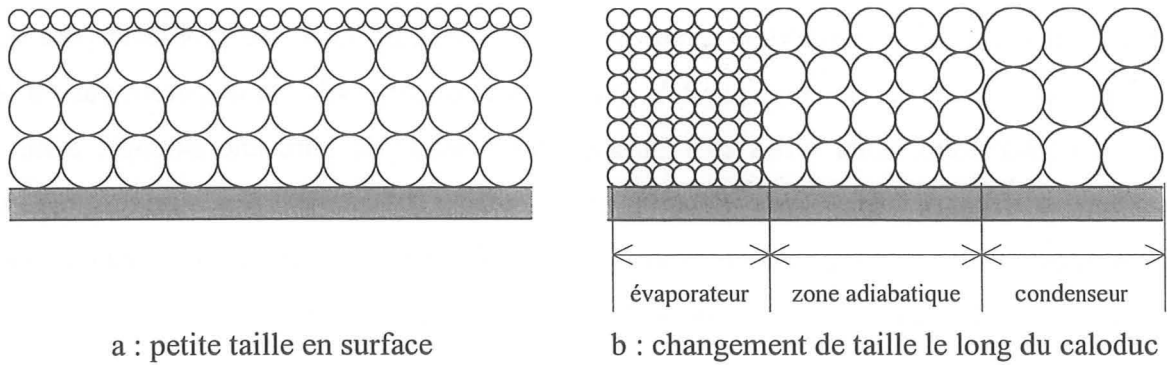 évaporateur
zone adiabatique
condenseur
a : petite taille en surface
b : changement de taille le long du caloduc